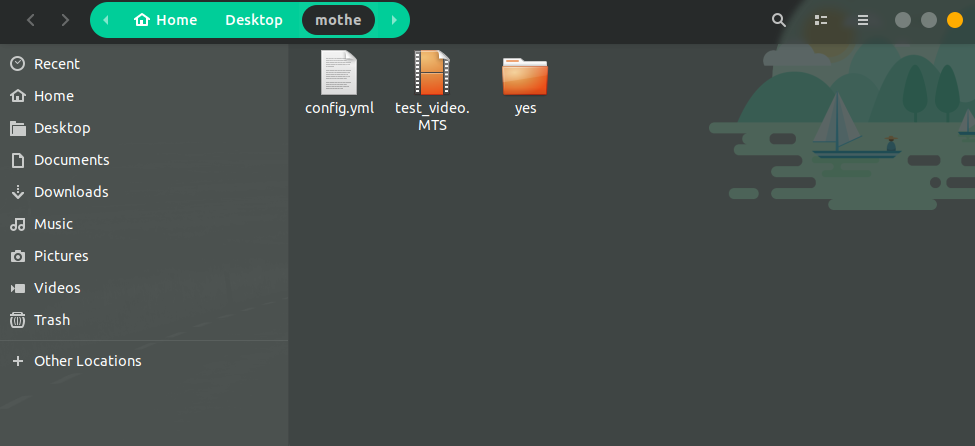 Home
Desktop
mothe
Recent
Home
Desktop
Documents
Downloads
Music
Pictures
Videos
Trash
Other Locations
config.yml
test_video.
MTS
yes